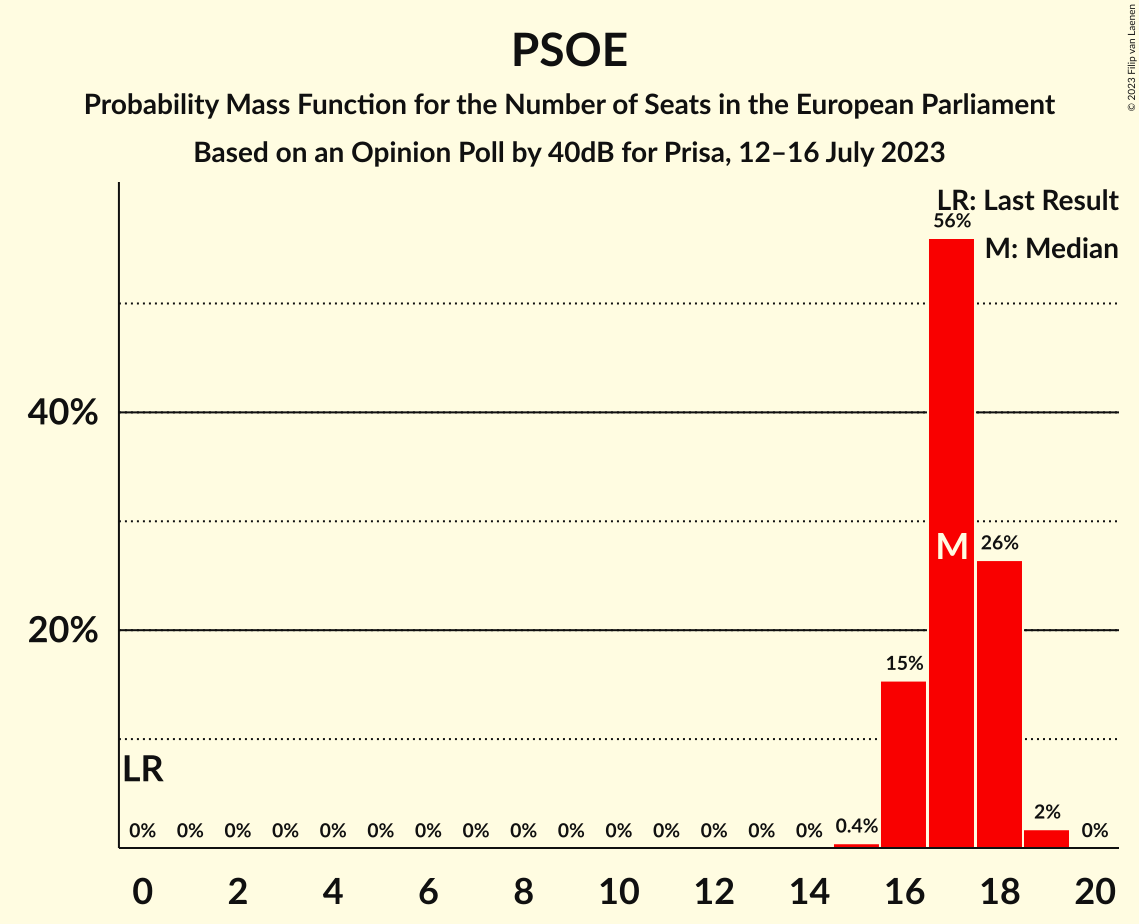 PSOE
Probability Mass Function for the Number of Seats in the European Parliament
Based on an Opinion Poll by 40dB for Prisa, 12–16 July 2023
© 2023 Filip van Laenen
LR: Last Result
M: Median
56%
40%
M
26%
20%
15%
LR
0% 0% 0% 0% 0% 0% 0% 0% 0% 0% 0% 0% 0% 0% 0% 0.4% 2% 0%
0 2 4 6 8 10 12 14 16 18 20